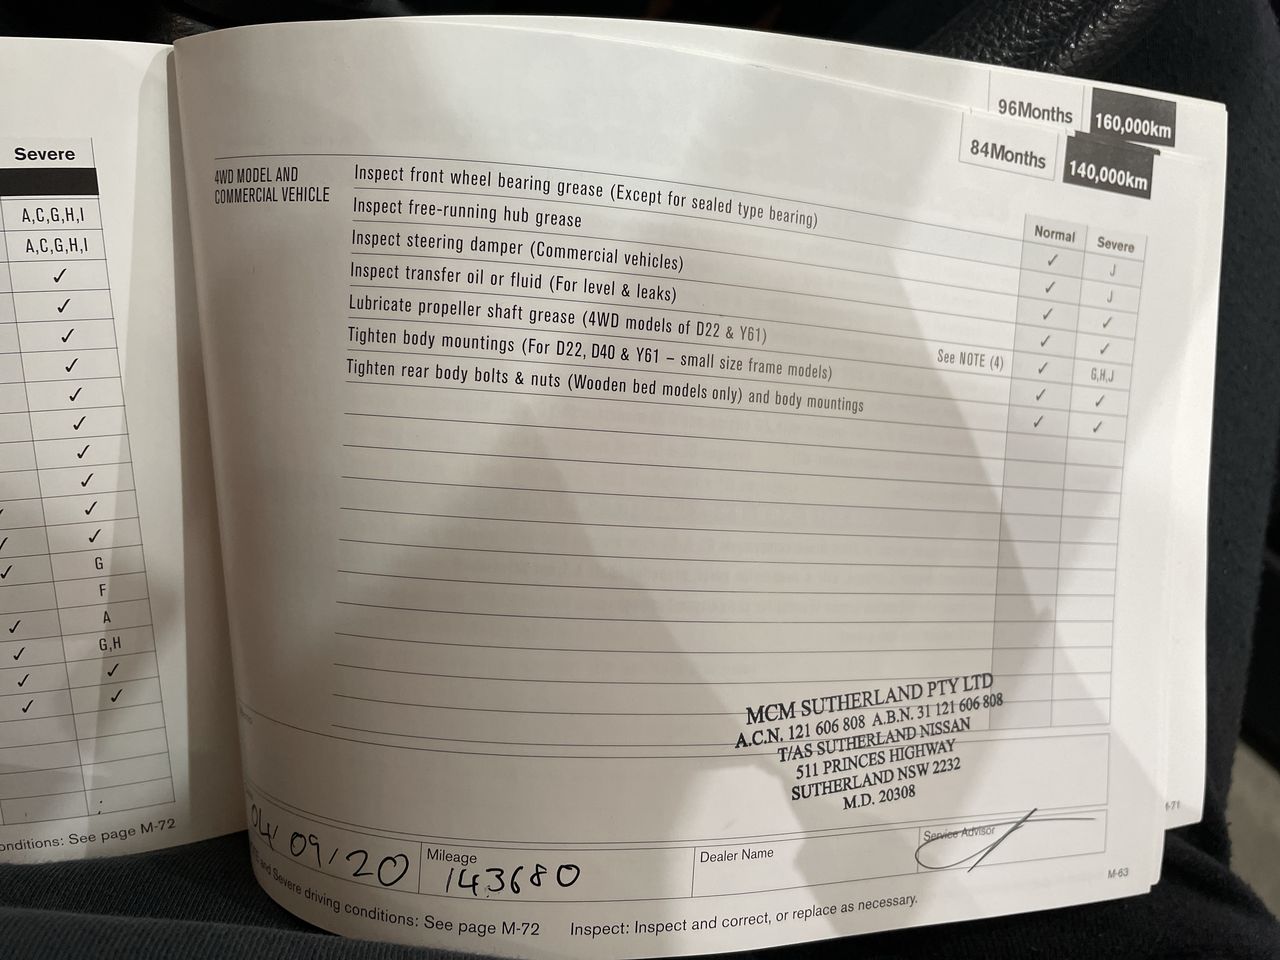 Severe
A,C,G,H,I
A,C,G,H,I
✓
✓
✓
✓
✓
✓
✓
✓
✓
✓
✓
✓ G
F
✓ A
✓ G,H
✓ ✓
✓ ✓
onditions: See page M-72
96Months 160,000km
84Months 140,000km
Normal Severe
4WD MODEL AND
COMMERCIAL VEHICLE
Inspect front wheel bearing grease (Except for sealed type bearing) ✓ J
Inspect free-running hub grease ✓ J
Inspect steering damper (Commercial vehicles) ✓ ✓
Inspect transfer oil or fluid (For level & leaks) ✓ ✓
Lubricate propeller shaft grease (4WD models of D22 & Y61) See NOTE (4) ✓ G,H,J
Tighten body mountings (For D22, D40 & Y61 – small size frame models) ✓ ✓
Tighten rear body bolts & nuts (Wooden bed models only) and body mountings ✓ ✓
MCM SUTHERLAND PTY LTD
A.C.N. 121 606 808 A.B.N. 31 121 606 808
T/AS SUTHERLAND NISSAN
511 PRINCES HIGHWAY
SUTHERLAND NSW 2232
M.D. 20308
04/09/20
Mileage
143680
Dealer Name
Service Advisor
and Severe driving conditions: See page M-72
Inspect: Inspect and correct, or replace as necessary.
M-63
-71